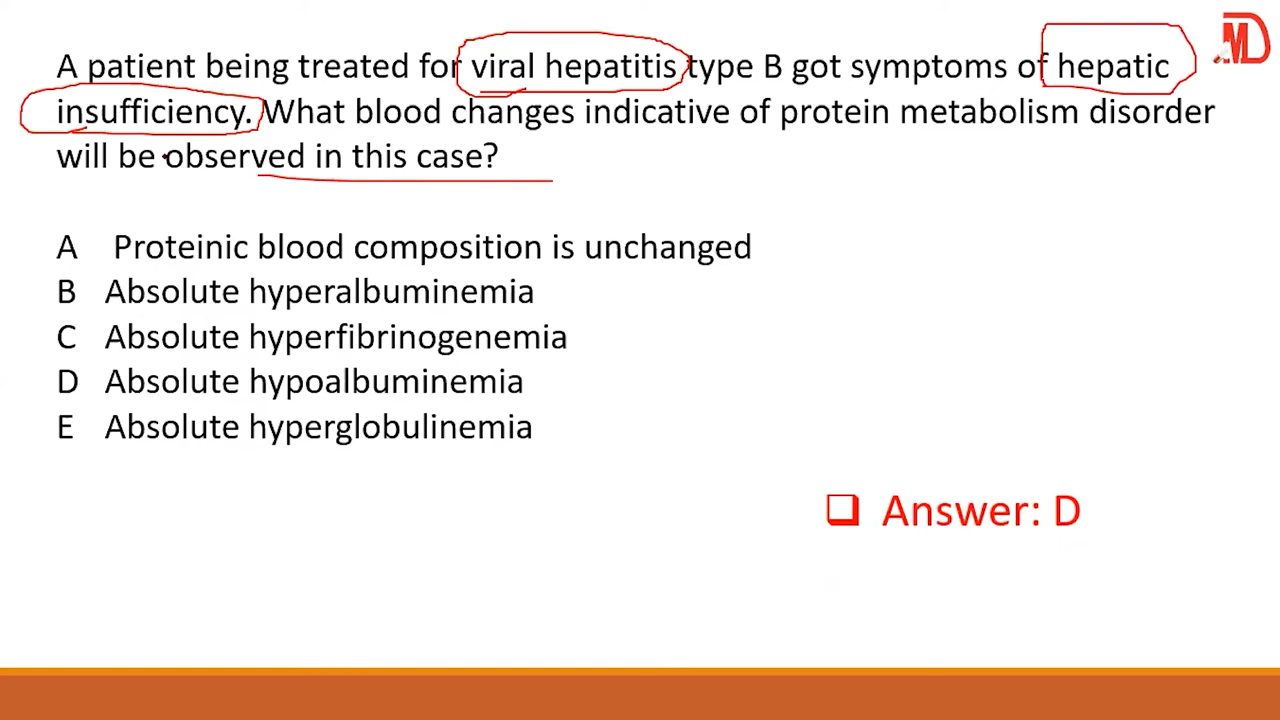 MD
A patient being treated for viral hepatitis type B got symptoms of hepatic
insufficiency. What blood changes indicative of protein metabolism disorder
will be observed in this case?
A Proteinic blood composition is unchanged
B Absolute hyperalbuminemia
C Absolute hyperfibrinogenemia
D Absolute hypoalbuminemia
E Absolute hyperglobulinemia
❑ Answer: D